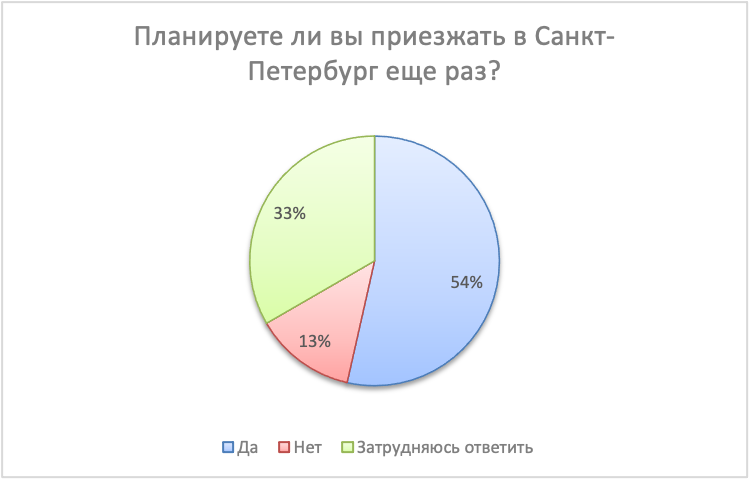 Планируете ли вы приезжать в Санкт-
Петербург еще раз?
33%
54%
13%
Да Нет Затрудняюсь ответить